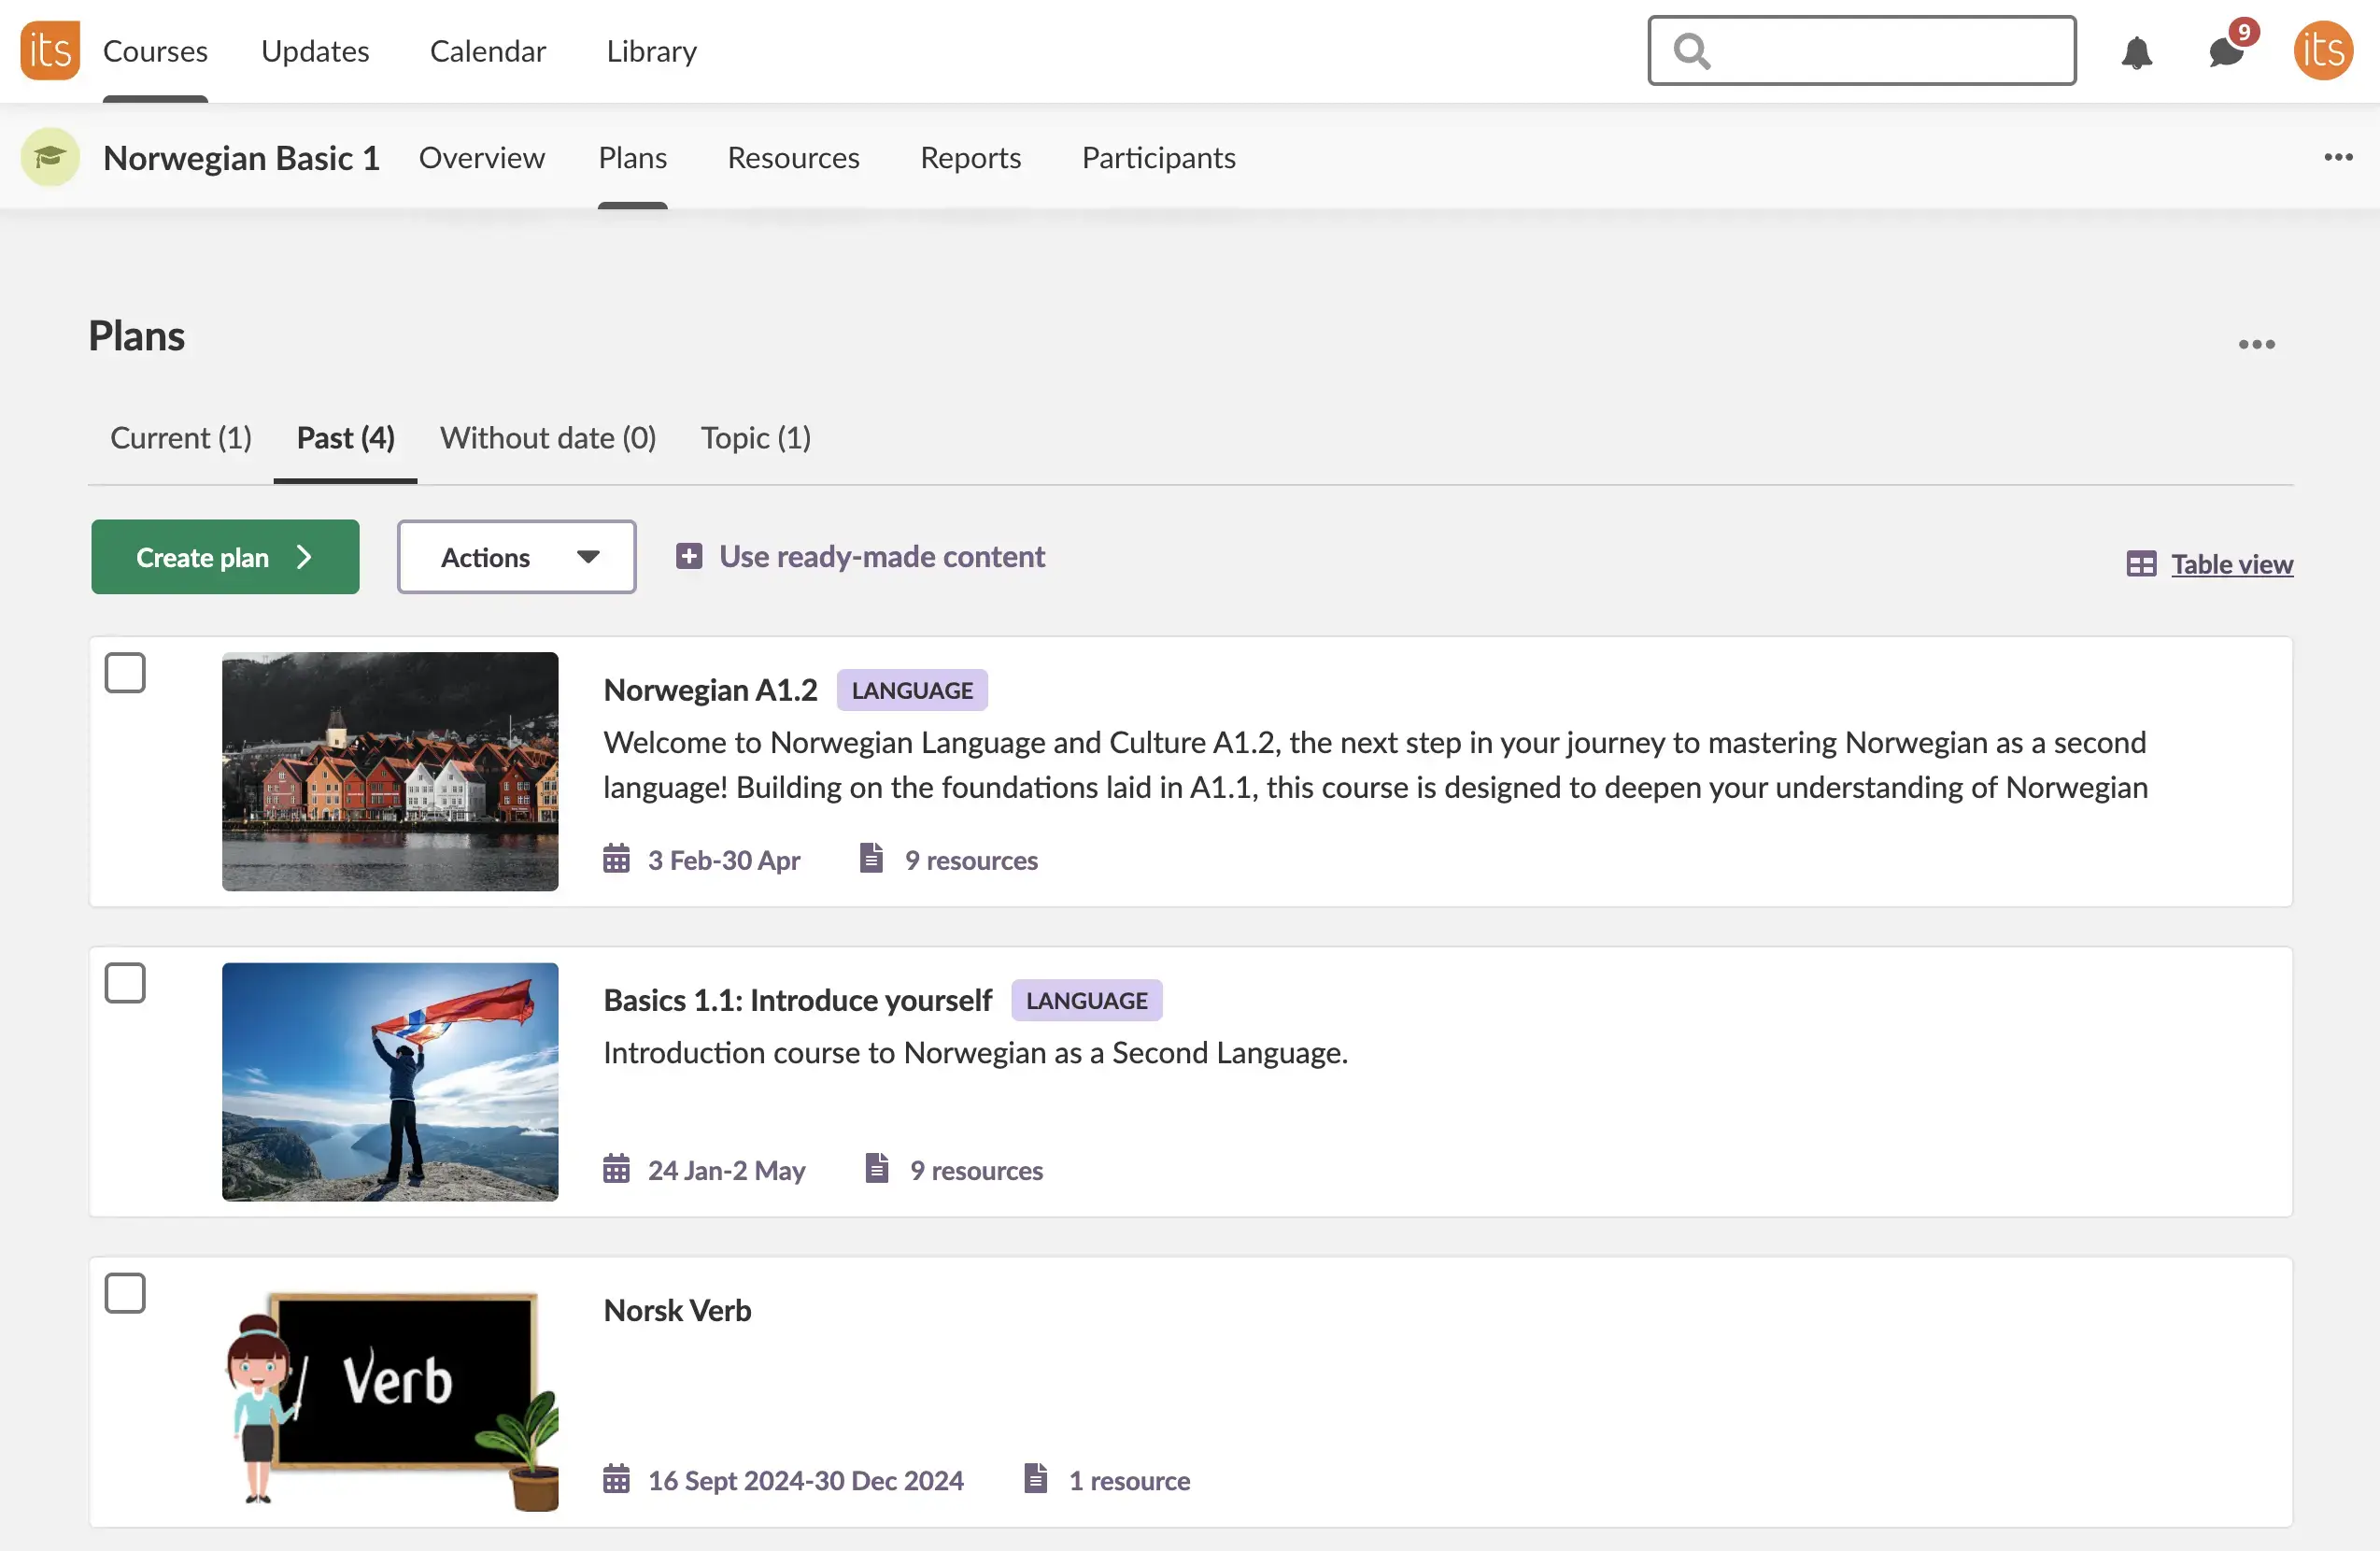 its
Courses
Updates
Calendar
Library
9
its
Norwegian Basic 1
Overview
Plans
Resources
Reports
Participants
Plans
Current (1)
Past (4)
Without date (0)
Topic (1)
Create plan
Actions
Use ready-made content
Table view
Norwegian A1.2
LANGUAGE
Welcome to Norwegian Language and Culture A1.2, the next step in your journey to mastering Norwegian as a second
language! Building on the foundations laid in A1.1, this course is designed to deepen your understanding of Norwegian
3 Feb-30 Apr
9 resources
Basics 1.1: Introduce yourself
LANGUAGE
Introduction course to Norwegian as a Second Language.
24 Jan-2 May
9 resources
Verb
Norsk Verb
16 Sept 2024-30 Dec 2024
1 resource